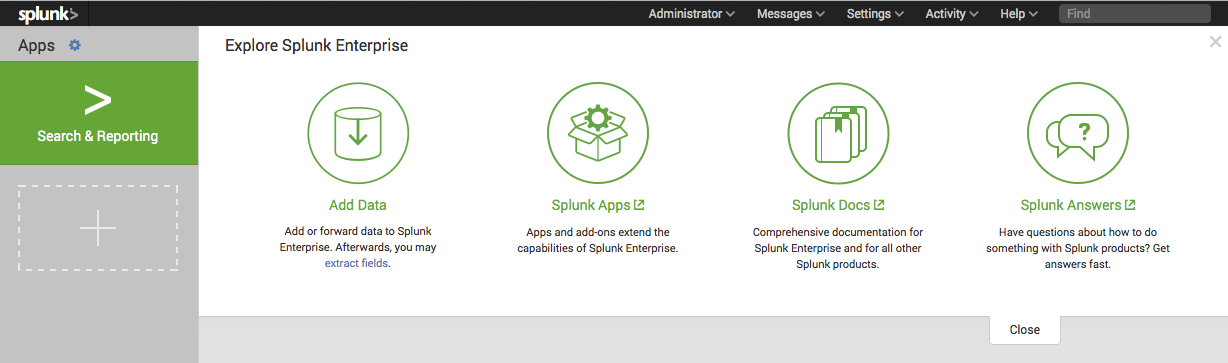 splunk>
Administrator
Messages
Settings
Activity
Help
Find
Apps
Explore Splunk Enterprise
>
Search & Reporting
?
Add Data
Splunk Apps
Splunk Docs
Splunk Answers
Add or forward data to Splunk
Enterprise. Afterwards, you may
extract fields.
Apps and add-ons extend the
capabilities of Splunk Enterprise.
Comprehensive documentation for
Splunk Enterprise and for all other
Splunk products.
Have questions about how to do
something with Splunk products? Get
answers fast.
Close